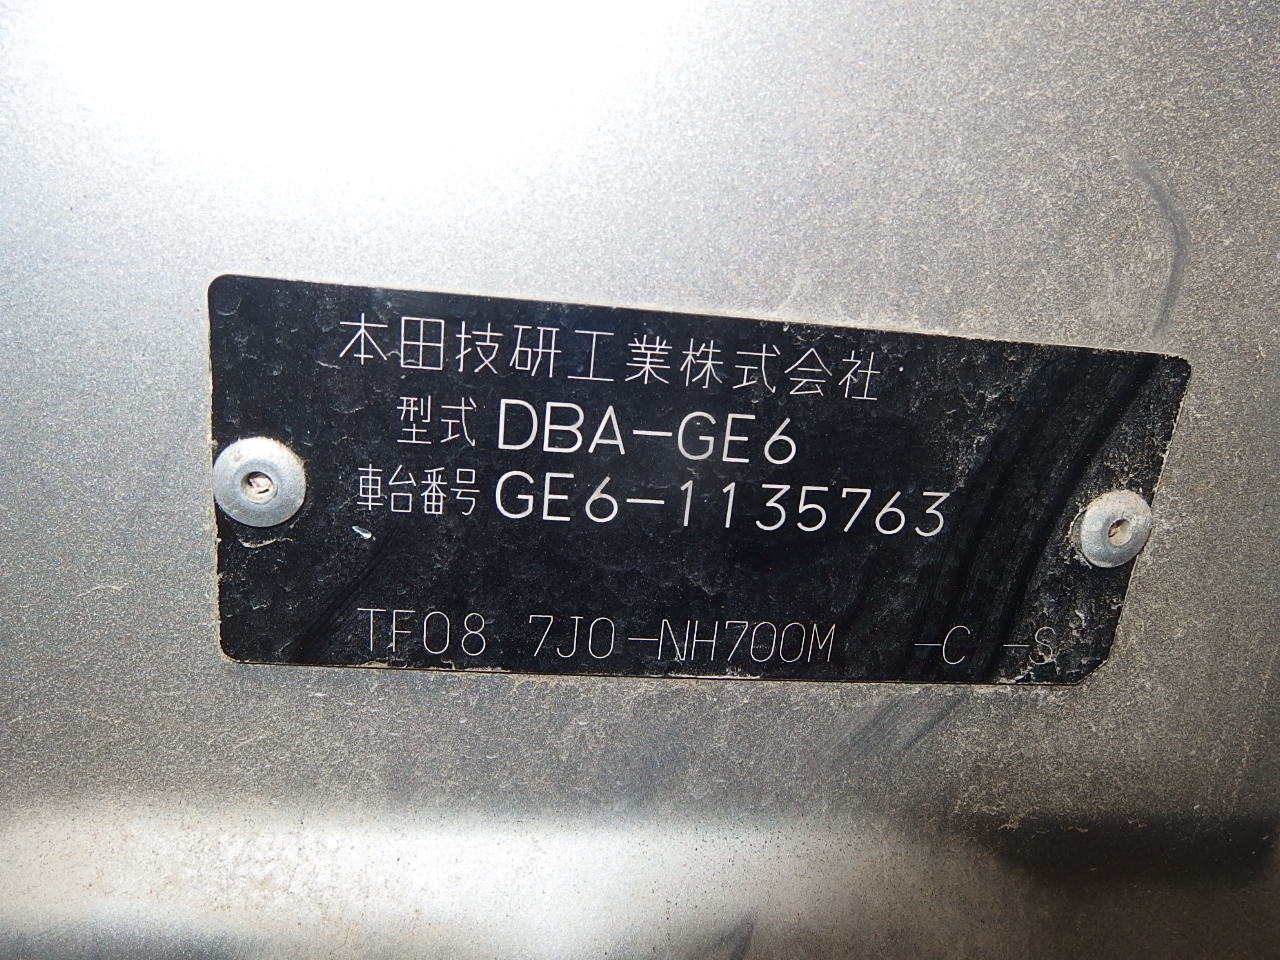 本田技研工業株式会社
型式 DBA-GE6
車台番号 GE6-1135763
TF08 7J0-NH700M -C -S